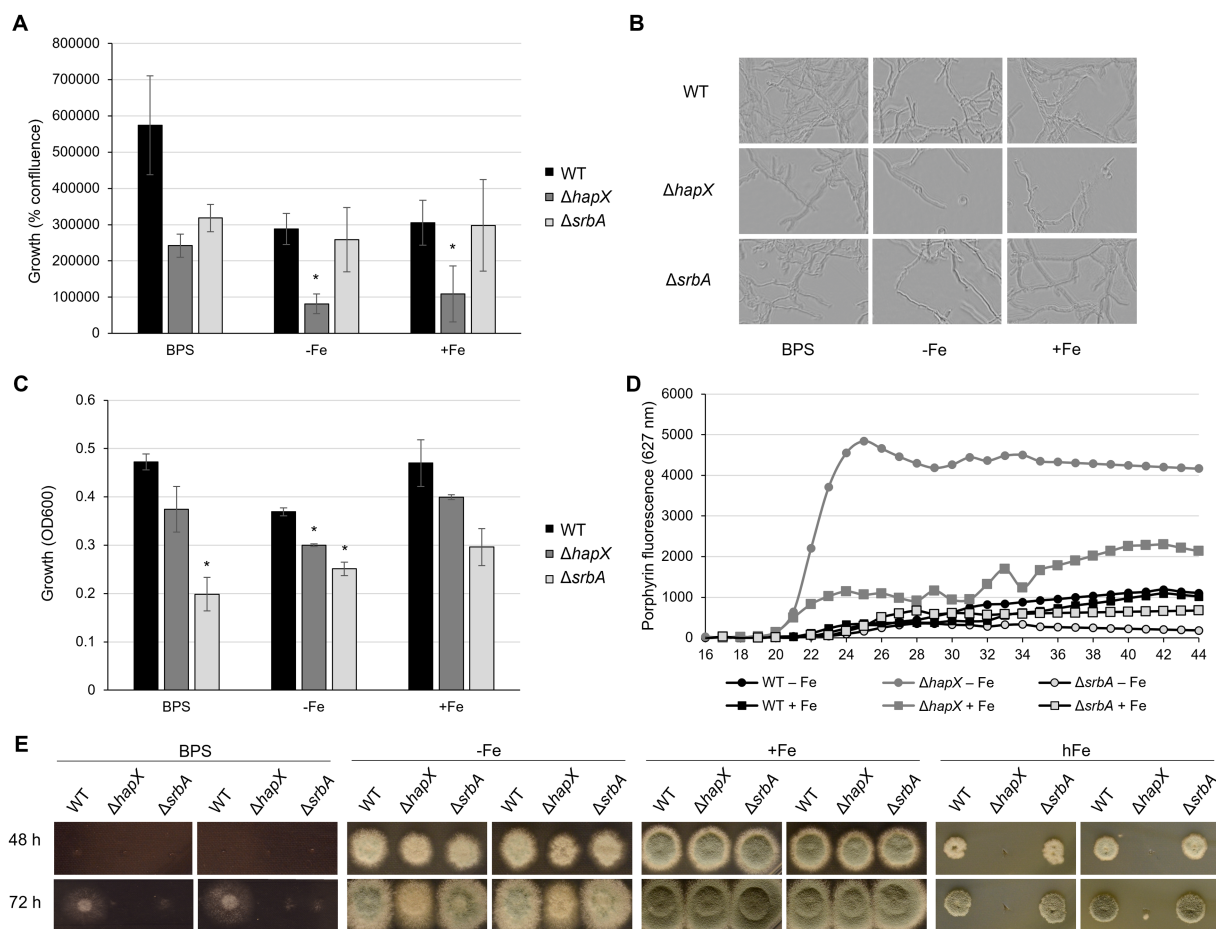 A
Growth (% confluence)
800000
700000
600000
500000
400000
300000
200000
100000
0
*
*
BPS
-Fe
+Fe
WT
ΔhapX
ΔsrbA
B
WT
ΔhapX
ΔsrbA
BPS
-Fe
+Fe
C
Growth (OD600)
0.6
0.5
0.4
0.3
0.2
0.1
0
*
*
*
BPS
-Fe
+Fe
WT
ΔhapX
ΔsrbA
D
Porphyrin fluorescence (627 nm)
6000
5000
4000
3000
2000
1000
0
16 18 20 22 24 26 28 30 32 34 36 38 40 42 44
WT – Fe ΔhapX – Fe ΔsrbA – Fe
WT + Fe ΔhapX + Fe ΔsrbA + Fe
E
BPS -Fe +Fe hFe
WT ΔhapX ΔsrbA WT ΔhapX ΔsrbA WT ΔhapX ΔsrbA WT ΔhapX ΔsrbA WT ΔhapX ΔsrbA WT ΔhapX ΔsrbA WT ΔhapX ΔsrbA WT ΔhapX ΔsrbA
48 h
72 h